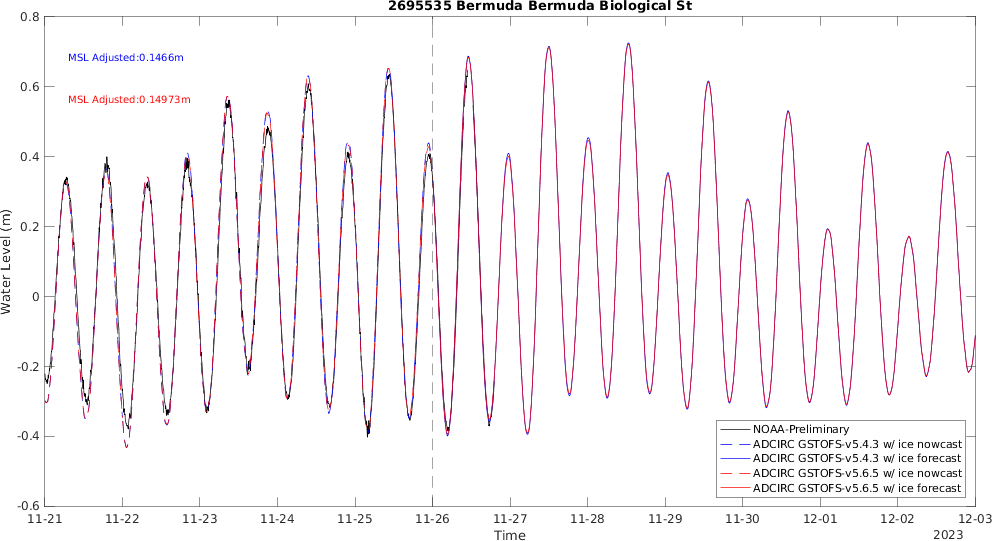 2695535 Bermuda Bermuda Biological St
MSL Adjusted:0.1466m
MSL Adjusted:0.14973m
Water Level (m)
0.8
0.6
0.4
0.2
0
-0.2
-0.4
-0.6
NOAA-Preliminary
ADCIRC GSTOFS-v5.4.3 w/ ice nowcast
ADCIRC GSTOFS-v5.4.3 w/ ice forecast
ADCIRC GSTOFS-v5.6.5 w/ ice nowcast
ADCIRC GSTOFS-v5.6.5 w/ ice forecast
11-21 11-22 11-23 11-24 11-25 11-26 11-27 11-28 11-29 11-30 12-01 12-02 12-03
Time
2023